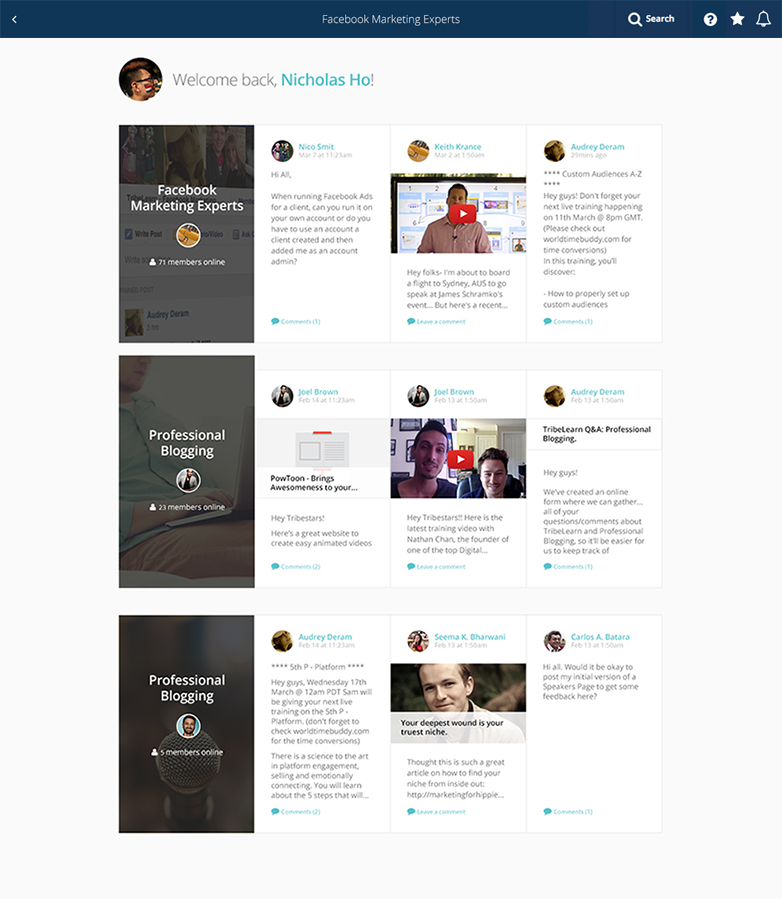 Facebook Marketing Experts
Search
Welcome back, Nicholas Ho!
Facebook
Marketing Experts
71 members online
Write Post
Audrey Deram
Nico Smit
Mar 7 at 11:23am
Hi All,
When running Facebook Ads
for a client, can you run it on
your own account or do you
have to use an account a
client created and then
added me as an account
admin?
Comments (1)
Keith Krance
Mar 2 at 1:50am
Hey folks- I'm about to board
a flight to Sydney, AUS to go
speak at James Schramko's
event... But here's a recent...
Leave a comment
Audrey Deram
29mins ago
**** Custom Audiences A-Z
****
Hey guys! Don't forget your
next live training happening
on 11th March @ 8pm GMT.
(Please check out
worldtimebuddy.com for
time conversions)
In this training, you'll
discover:
- How to properly set up
custom audiences
Comments (1)
Professional
Blogging
23 members online
Joel Brown
Feb 14 at 11:23am
PowToon - Brings
Awesomeness to your...
Hey Tribestars!
Here's a great website to
create easy animated videos
Comments (2)
Joel Brown
Feb 13 at 1:50am
Hey Tribestars!! Here is the
latest training video with
Nathan Chan, the founder of
one of the top Digital...
Leave a comment
Audrey Deram
Feb 13 at 1:50am
TribeLearn Q&A: Professional
Blogging.
Hey guys!
We've created an online
form where we can gather...
all of your
questions/comments about
TribeLearn and Professional
Blogging, so it'll be easier for
us to keep track of
Comments (1)
Professional
Blogging
5 members online
Audrey Deram
Feb 14 at 11:23am
**** 5th P - Platform ****
Hey guys, Wednesday 17th
March @ 12am PDT Sam will
be giving your next live
training on the 5th P -
Platform. (don't forget to
check worldtimebuddy.com
for the time conversions)
There is a science to the art
in platform engagement,
selling and emotionally
connecting. You will learn
about the 5 steps that will...
Comments (2)
Seema K. Bharwani
Feb 13 at 1:50am
Your deepest wound is your
truest niche.
Thought this is such a great
article on how to find your
niche from inside out:
http://marketingforhippie...
Leave a comment
Carlos A. Batara
Feb 13 at 1:50am
Hi all. Would it be okay to
post my initial version of a
Speakers Page to get some
feedback here?
Comments (1)